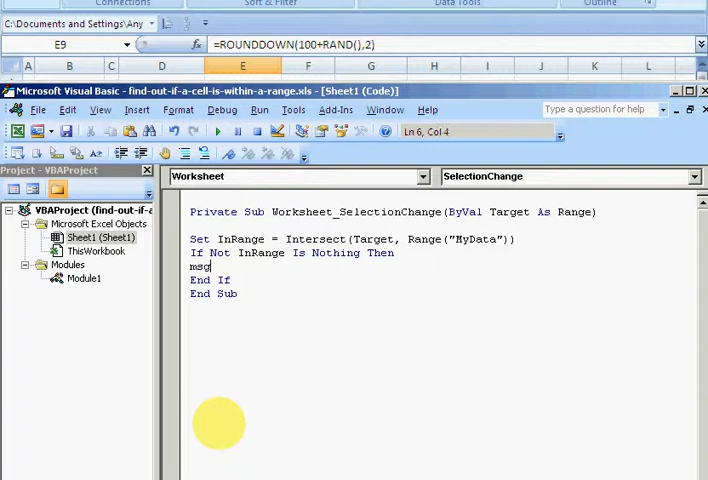 Connections Sort & Filter Data Tools Outline
C:\Documents and Settings\Any
E9 fx =ROUNDDOWN(100+RAND(),2)
A B D E F G H I J K L
Microsoft Visual Basic - find-out-if-a-cell-is-within-a-range.xls - [Sheet1 (Code)]
File Edit View Insert Format Debug Run Tools Add-Ins Window Help Type a question for help
Ln 6, Col 4
Project - VBAProject
Worksheet SelectionChange
VBAProject (find-out-if-a
Microsoft Excel Objects
Sheet1 (Sheet1)
ThisWorkbook
Modules
Module1
Private Sub Worksheet_SelectionChange(ByVal Target As Range)
Set InRange = Intersect(Target, Range("MyData"))
If Not InRange Is Nothing Then
msg
End If
End Sub